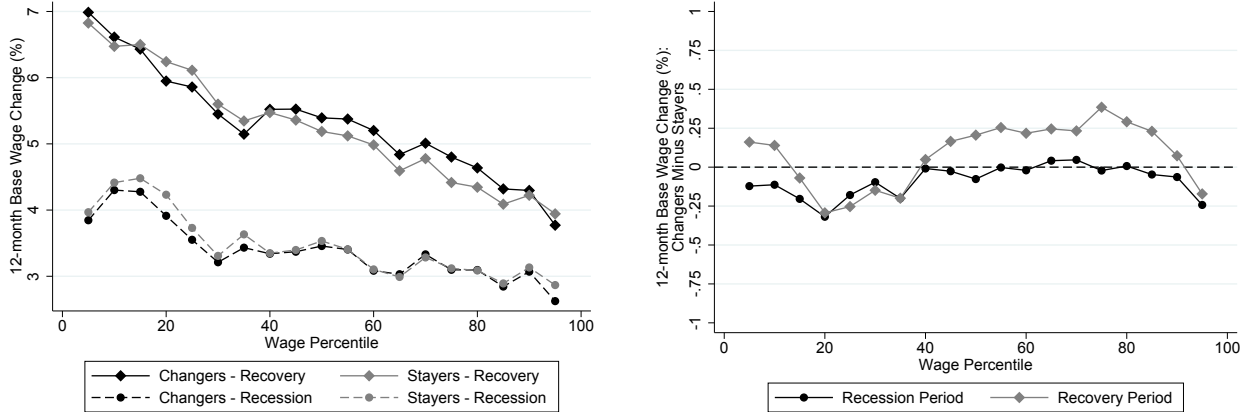 12-month Base Wage Change (%)
7
6
5
4
3
0
20
40
60
80
100
Wage Percentile
Changers - Recovery
Stayers - Recovery
Changers - Recession
Stayers - Recession
12-month Base Wage Change (%):
Changers Minus Stayers
1
.75
.5
.25
0
-.25
-.5
-.75
-1
0
20
40
60
80
100
Wage Percentile
Recession Period
Recovery Period